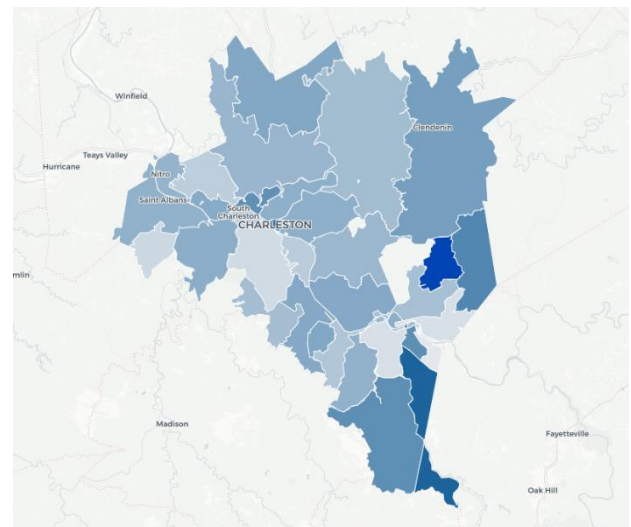 Winfield
Clendenin
Teays Valley
Hurricane
Nitro
Saint Albans
South
Charleston
CHARLESTON
mlin
Madison
Fayetteville
Oak Hill